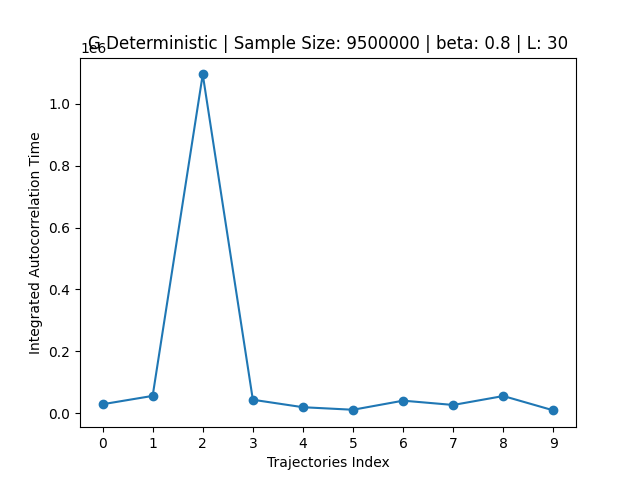 G Deterministic | Sample Size: 9500000 | beta: 0.8 | L: 30
1e6
1.0
0.8
0.6
0.4
0.2
0.0
Integrated Autocorrelation Time
0 1 2 3 4 5 6 7 8 9
Trajectories Index